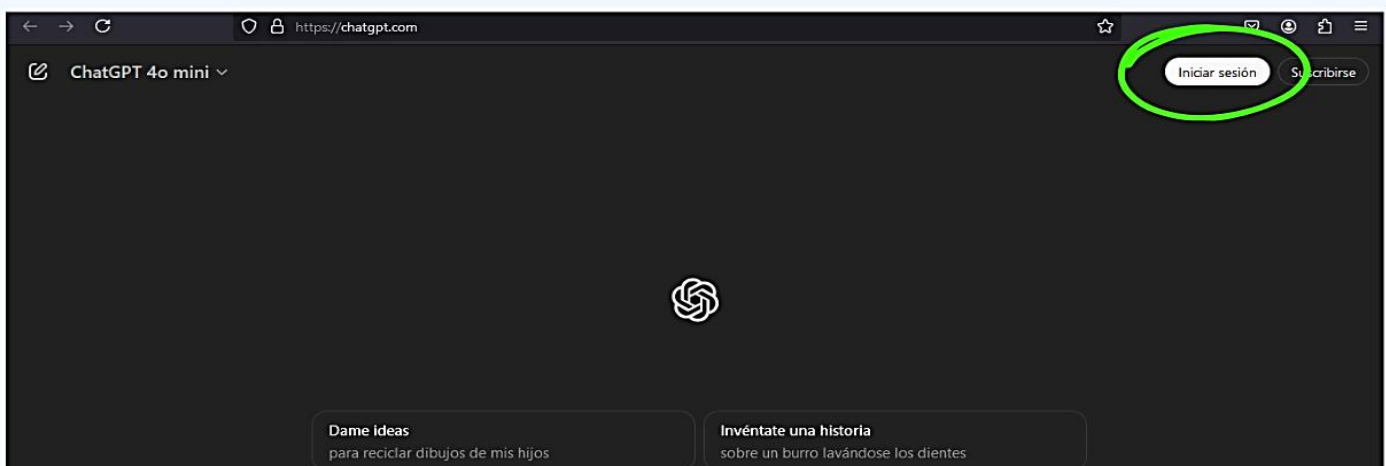 https://chatgpt.com
ChatGPT 4o mini
Iniciar sesión
Suscribirse
Dame ideas
para reciclar dibujos de mis hijos
Invéntate una historia
sobre un burro lavándose los dientes